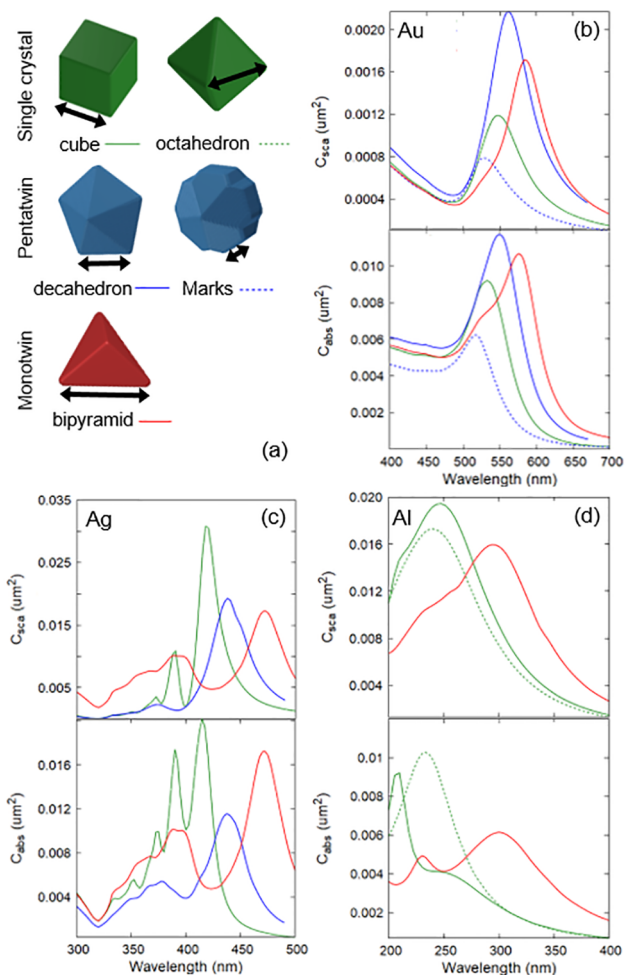 Single crystal
cube
octahedron
Pentatwin
decahedron
Marks
Monotwin
bipyramid
(a)
Au
(b)
Csca (um²)
0.0020
0.0016
0.0012
0.0008
0.0004
Cabs (um²)
0.010
0.008
0.006
0.004
0.002
400 450 500 550 600 650 700
Wavelength (nm)
Ag
(c)
Csca (um²)
0.035
0.025
0.015
0.005
Cabs (um²)
0.016
0.010
0.004
300 350 400 450 500
Wavelength (nm)
Al
(d)
Csca (um²)
0.020
0.016
0.012
0.008
0.004
Cabs (um²)
0.01
0.008
0.006
0.004
0.002
200 250 300 350 400
Wavelength (nm)